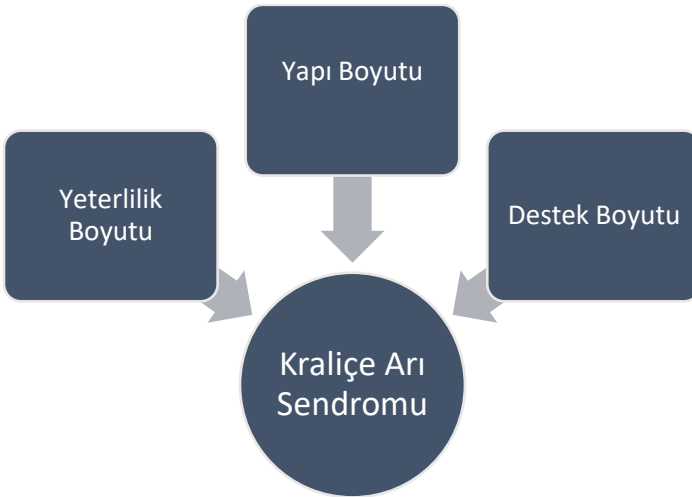 Yapı Boyutu
Yeterlilik
Boyutu
Destek Boyutu
Kraliçe Arı
Sendromu